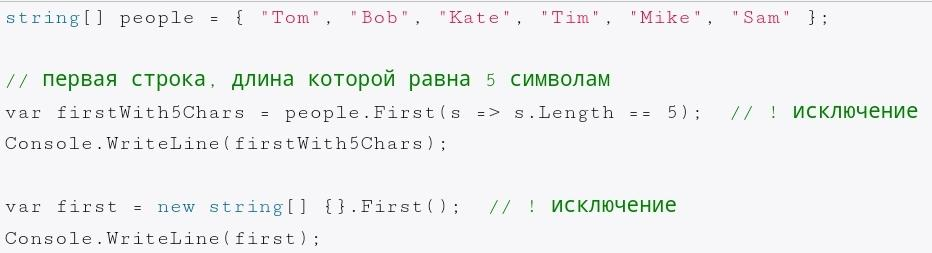 string[] people = { "Tom", "Bob", "Kate", "Tim", "Mike", "Sam" };
// первая строка, длина которой равна 5 символам
var firstWith5Chars = people.First(s => s.Length == 5);  // ! исключение
Console.WriteLine(firstWith5Chars);
var first = new string[] {}.First();  // ! исключение
Console.WriteLine(first);